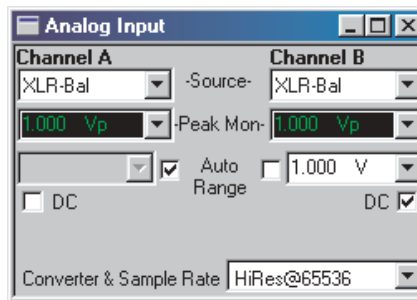 Analog Input
Channel A Channel B
XLR-Bal -Source- XLR-Bal
1.000 Vp -Peak Mon- 1.000 Vp
Auto Range 1.000 V
DC DC
Converter & Sample Rate HiRes@65536